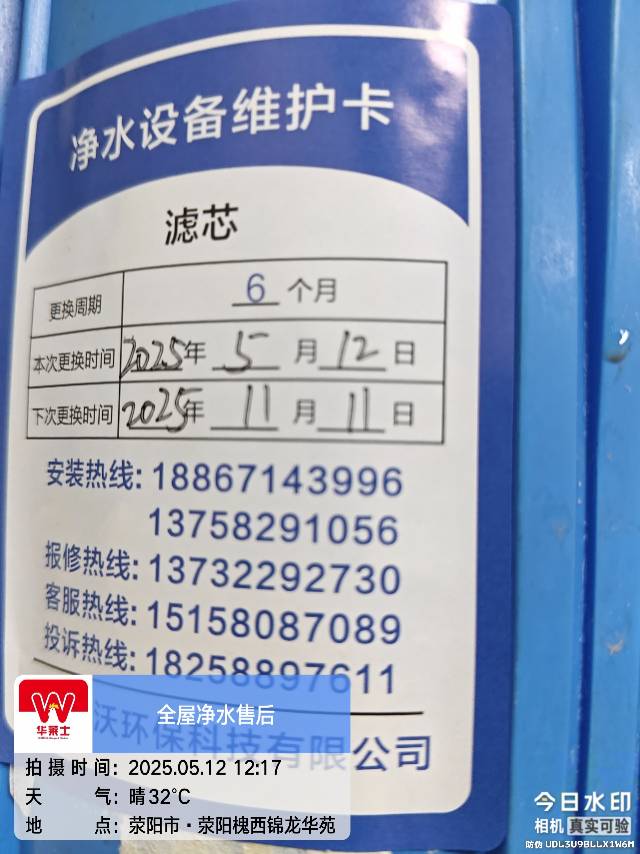 净水设备维护卡
滤芯
更换周期 6 个月
本次更换时间 2025年 5 月 12 日
下次更换时间 2025年 11 月 11 日
安装热线: 18867143996
13758291056
报修热线: 13732292730
客服热线: 15158087089
投诉热线: 18258897611
沃环保科技有限公司
华莱士
全屋净水售后
拍摄时间: 2025.05.12 12:17
天气: 晴 32℃
地点: 荥阳市·荥阳槐西锦龙华苑
今日水印
相机 真实可验
防伪 UDL3U9BLLX1W6M